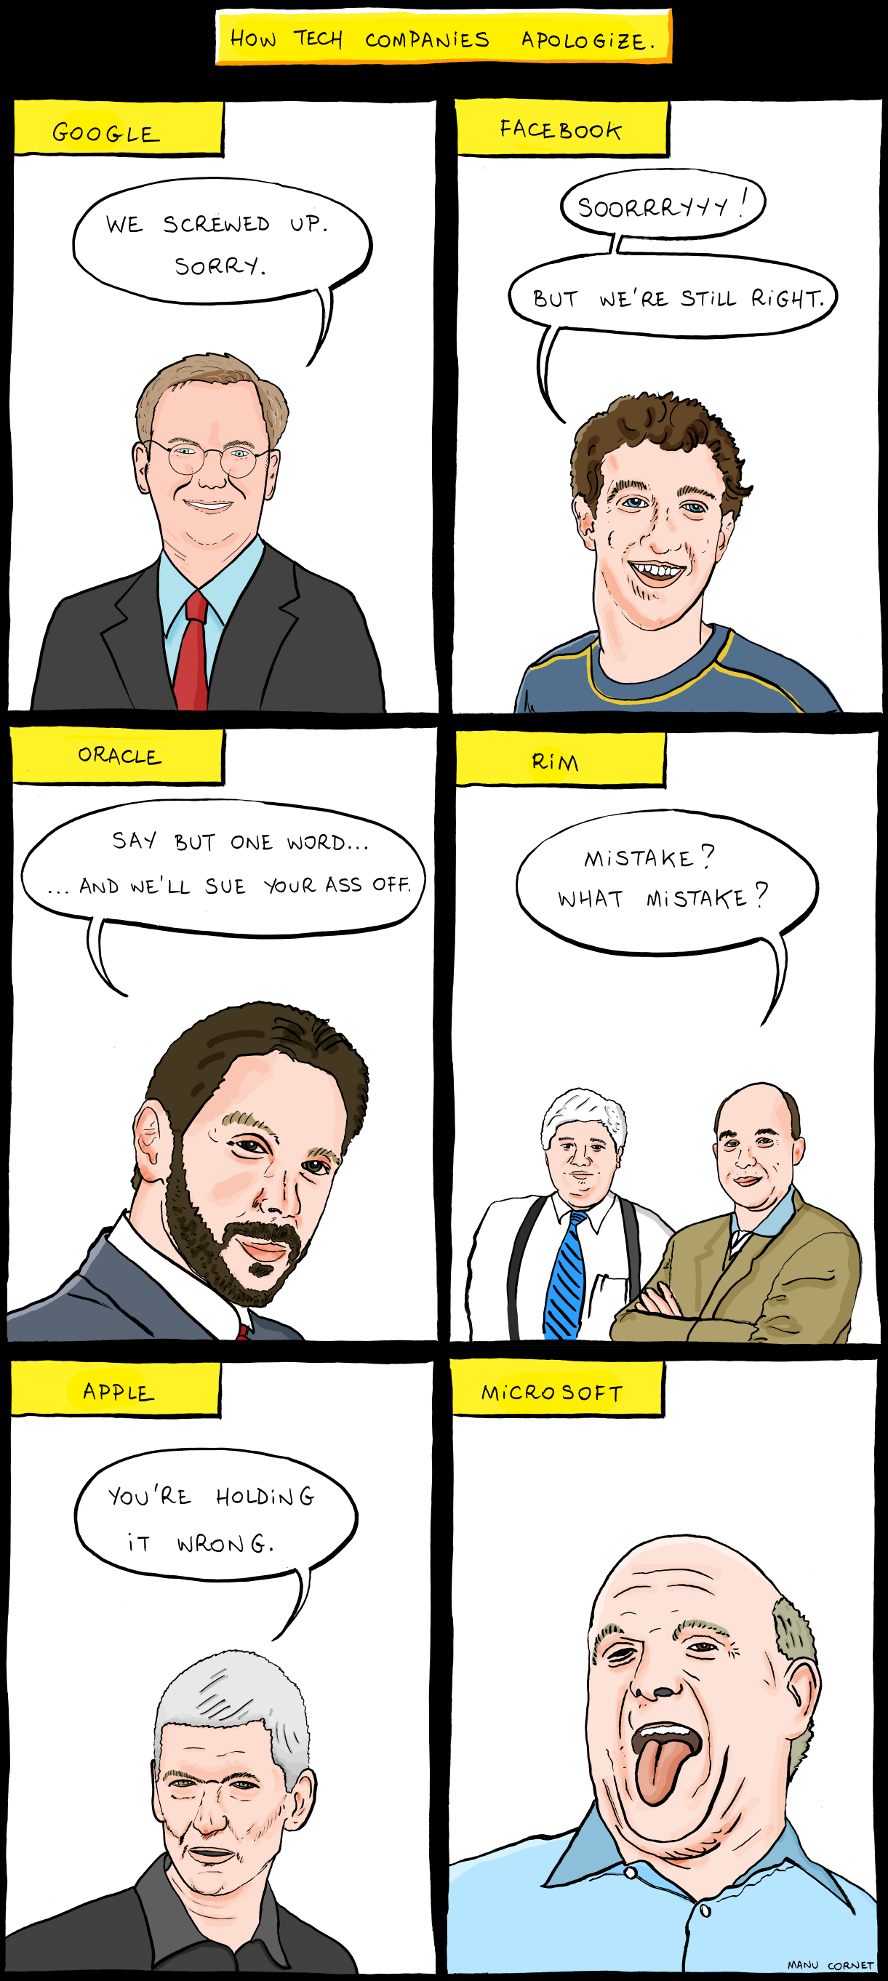 HOW TECH COMPANIES APOLOGIZE.
GOOGLE
WE SCREWED UP.
SORRY.
FACEBOOK
SOORRRYYY!
BUT WE'RE STILL RIGHT.
ORACLE
SAY BUT ONE WORD...
... AND WE'LL SUE YOUR ASS OFF.
RIM
MISTAKE?
WHAT MISTAKE?
APPLE
YOU'RE HOLDING
IT WRONG.
MICROSOFT
MANU CORNET